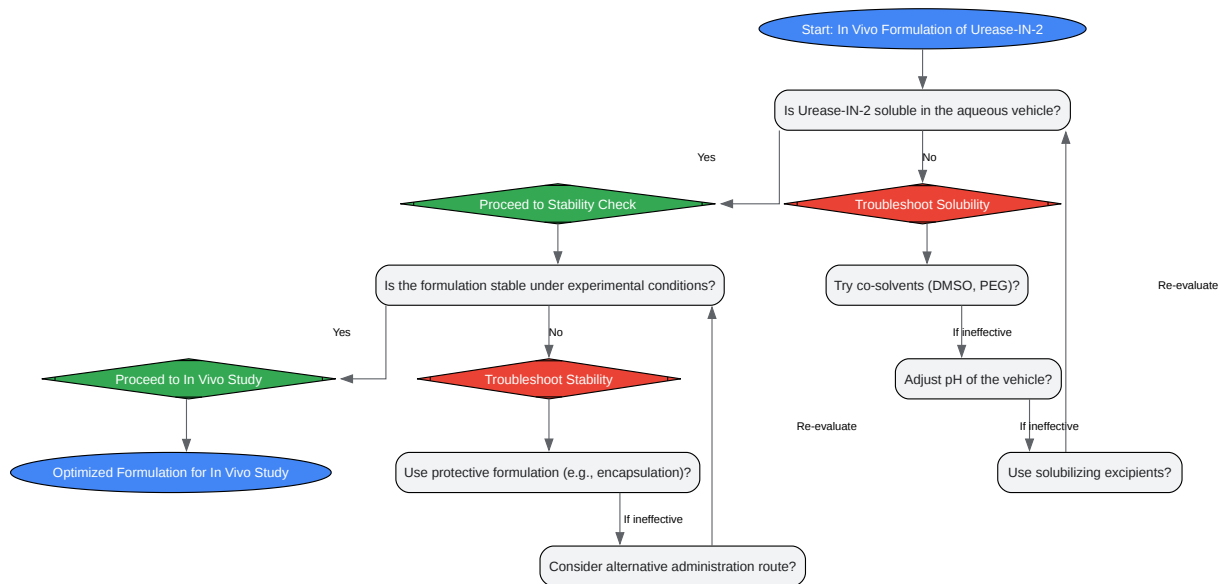 Start: In Vivo Formulation of Urease-IN-2
Is Urease-IN-2 soluble in the aqueous vehicle?
Yes
No
Proceed to Stability Check
Troubleshoot Solubility
Is the formulation stable under experimental conditions?
Try co-solvents (DMSO, PEG)?
Re-evaluate
Yes
No
If ineffective
Proceed to In Vivo Study
Troubleshoot Stability
Adjust pH of the vehicle?
Re-evaluate
If ineffective
Optimized Formulation for In Vivo Study
Use protective formulation (e.g., encapsulation)?
Use solubilizing excipients?
If ineffective
Consider alternative administration route?